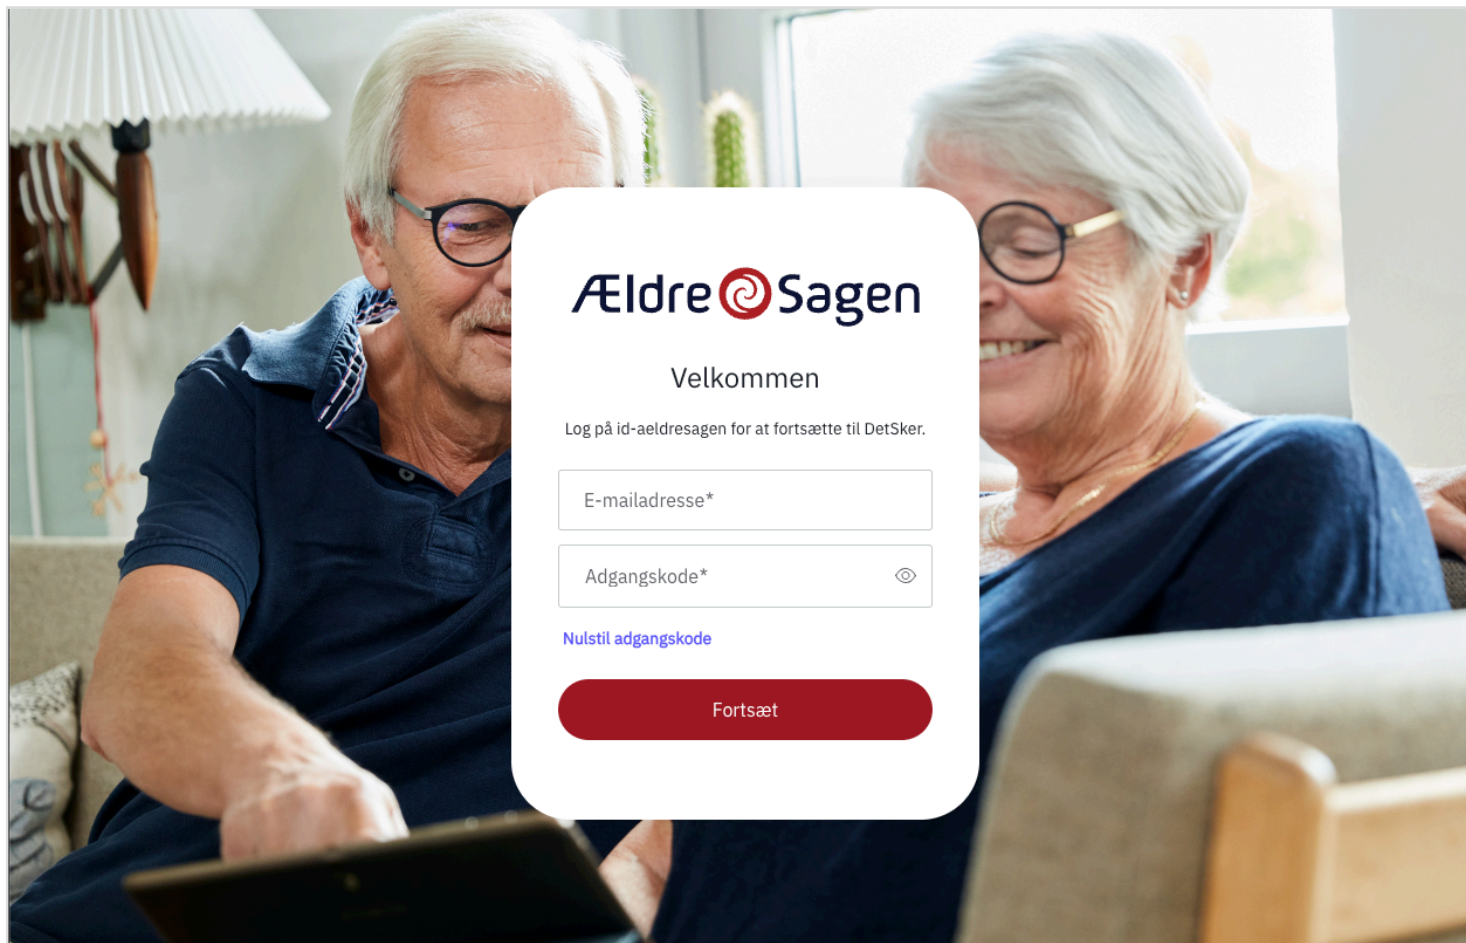 ÆldreSagen
Velkommen
Log på id-aeldresagen for at fortsætte til DetSker.
E-mailadresse*
Adgangskode*
Nulstil adgangskode
Fortsæt